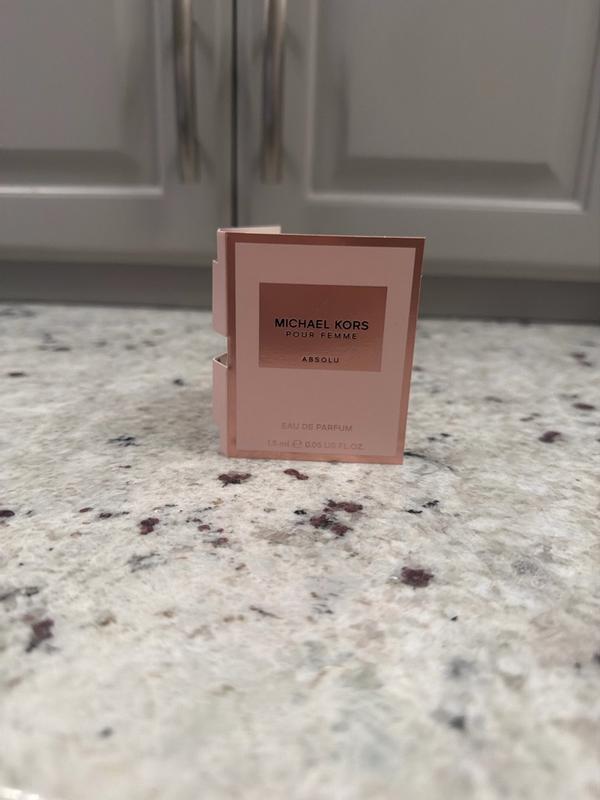 MICHAEL KORS
POUR FEMME
ABSOLU
EAU DE PARFUM
1.5 ml ℮ 0.05 US FL.OZ.